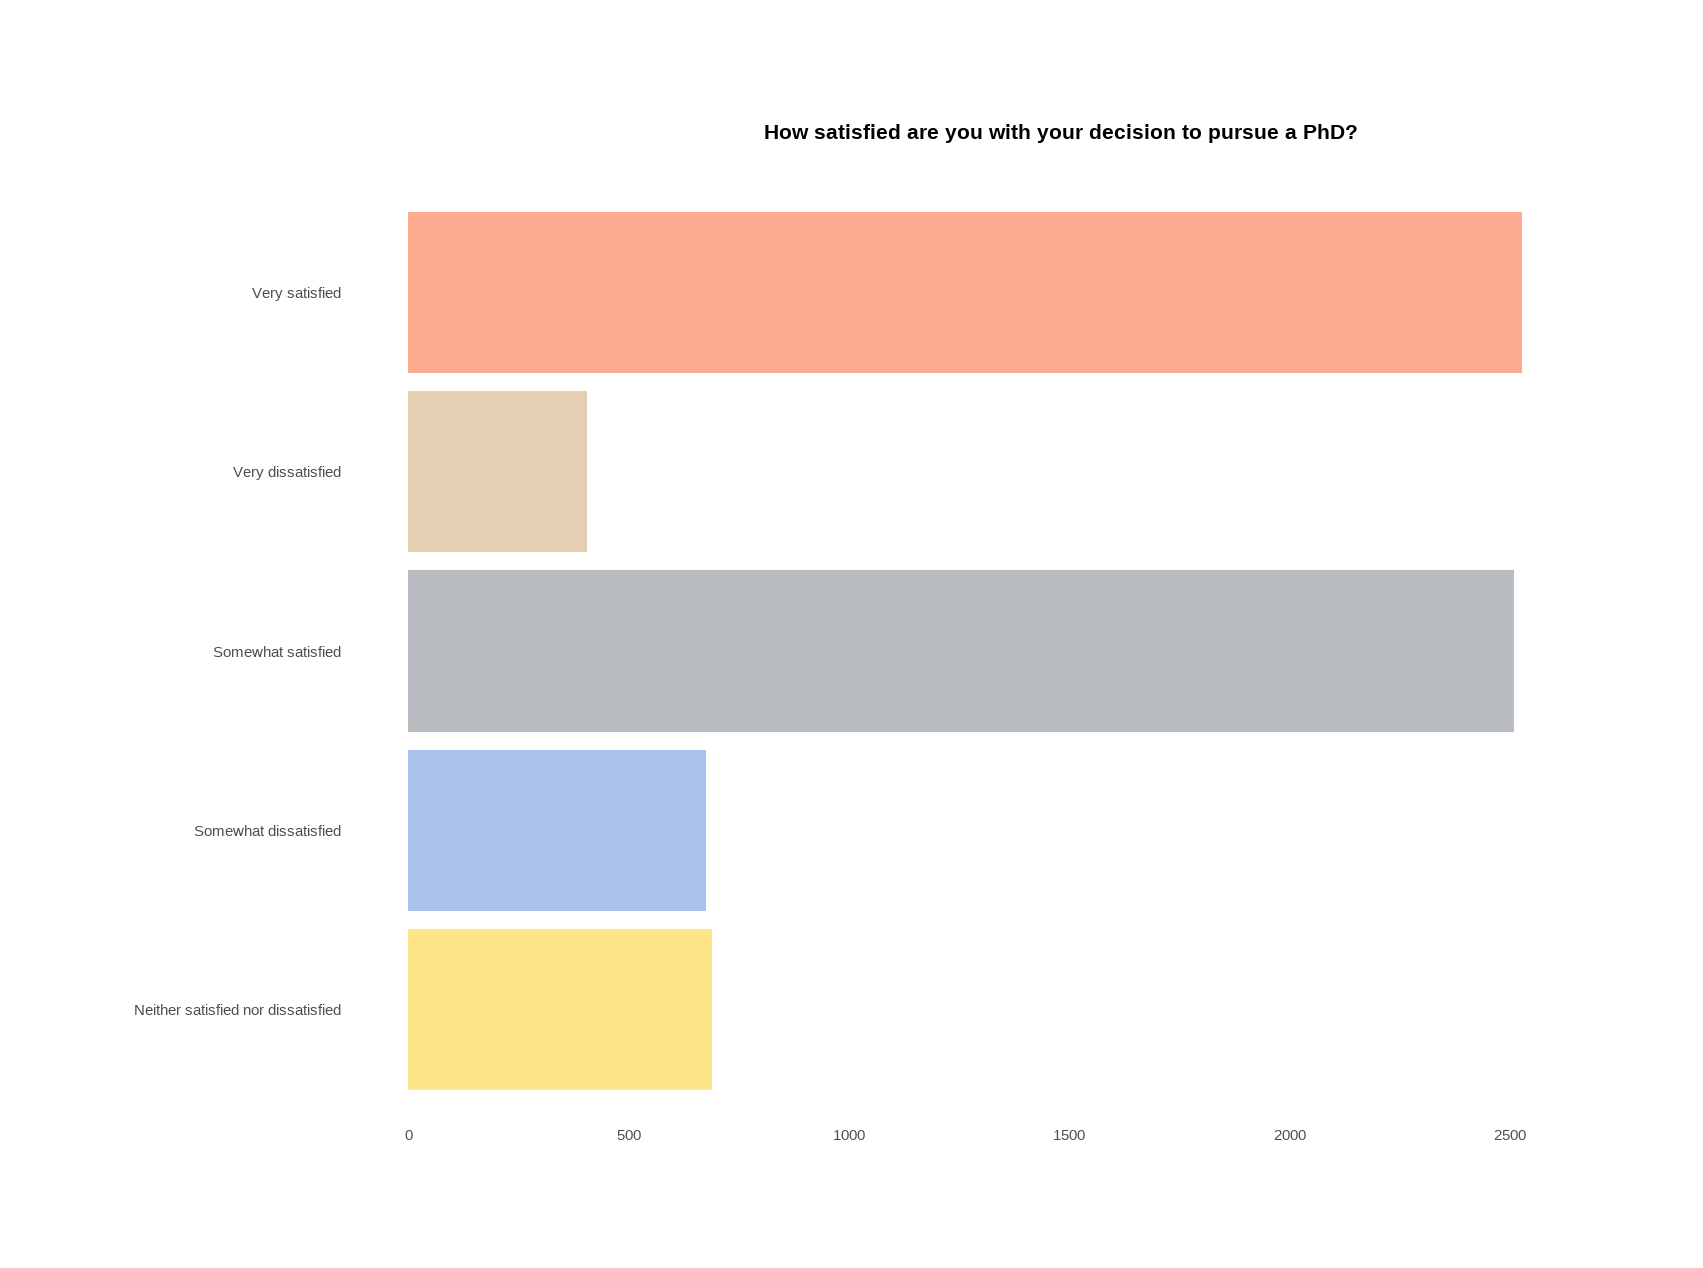 How satisfied are you with your decision to pursue a PhD?
Very satisfied
Very dissatisfied
Somewhat satisfied
Somewhat dissatisfied
Neither satisfied nor dissatisfied
0 500 1000 1500 2000 2500